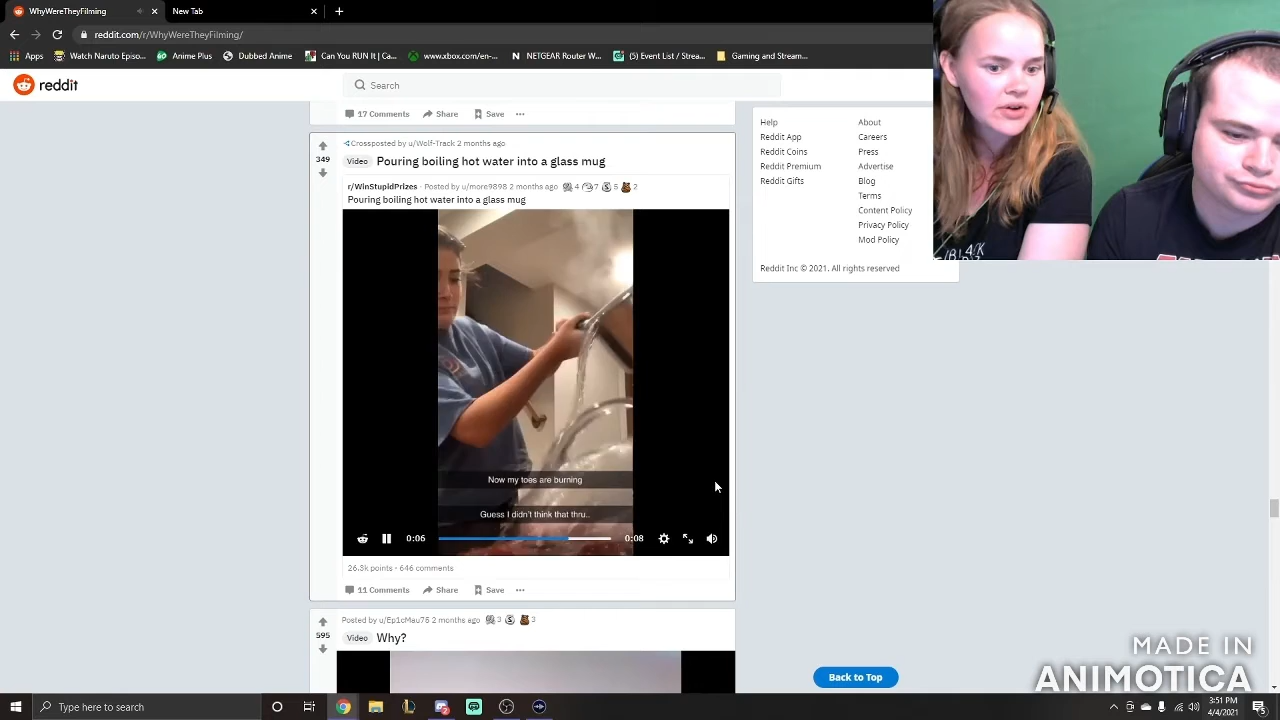 WhyWereTheyFilming
New Tab
reddit.com/r/WhyWereTheyFilming/
Apps
Watch Naruto Episo...
Anime Plus
Dubbed Anime
Can YOU RUN It | Ca...
www.xbox.com/en-...
NETGEAR Router W...
(5) Event List / Strea...
Gaming and Stream...
reddit
Search
17 Comments Share Save
Help About
Reddit App Careers
Reddit Coins Press
Reddit Premium Advertise
Reddit Gifts Blog
Terms
Content Policy
Privacy Policy
Mod Policy
Reddit Inc © 2021. All rights reserved
Crossposted by u/Wolf-Track 2 months ago
349
Video Pouring boiling hot water into a glass mug
r/WinStupidPrizes · Posted by u/more9898 2 months ago 4 7 5 2
Pouring boiling hot water into a glass mug
Now my toes are burning
Guess I didn't think that thru..
0:06 0:08
26.3k points · 646 comments
11 Comments Share Save
Posted by u/Ep1cMau75 2 months ago 3 3
595
Video Why?
Back to Top
MADE IN
ANIMOTICA
Type here to search
3:51 PM
4/4/2021